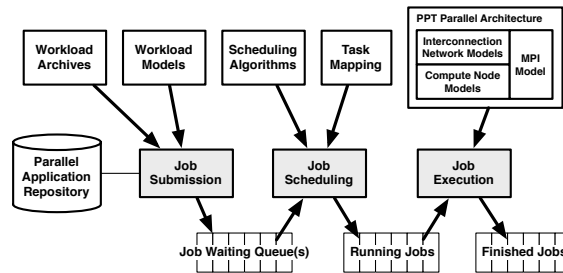 PPT Parallel Architecture
Workload
Archives
Workload
Models
Scheduling
Algorithms
Task
Mapping
Interconnection
Network Models
Compute Node
Models
MPI
Model
Parallel
Application
Repository
Job
Submission
Job
Scheduling
Job
Execution
Job Waiting Queue(s)
Running Jobs
Finished Jobs